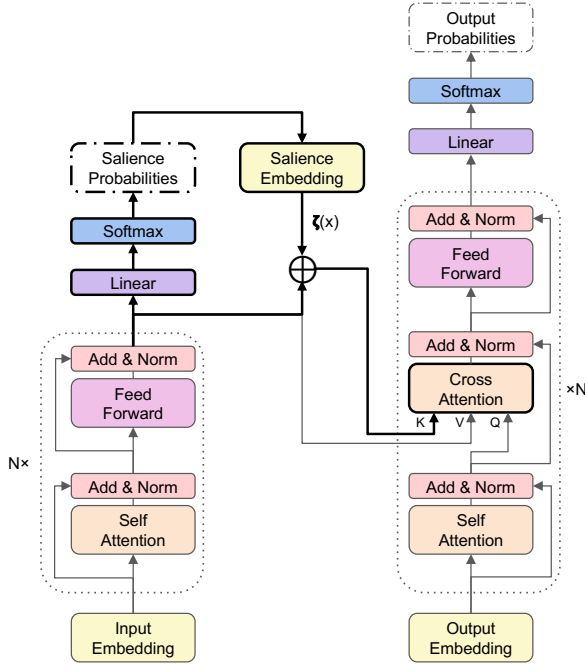 Output
Probabilities
Softmax
Linear
Salience
Probabilities
Salience
Embedding
Softmax
ζ(x)
Linear
Add & Norm
Feed
Forward
Add & Norm
Feed
Forward
Add & Norm
Cross
Attention
×N
K
V
Q
N×
Add & Norm
Self
Attention
Add & Norm
Self
Attention
Input
Embedding
Output
Embedding